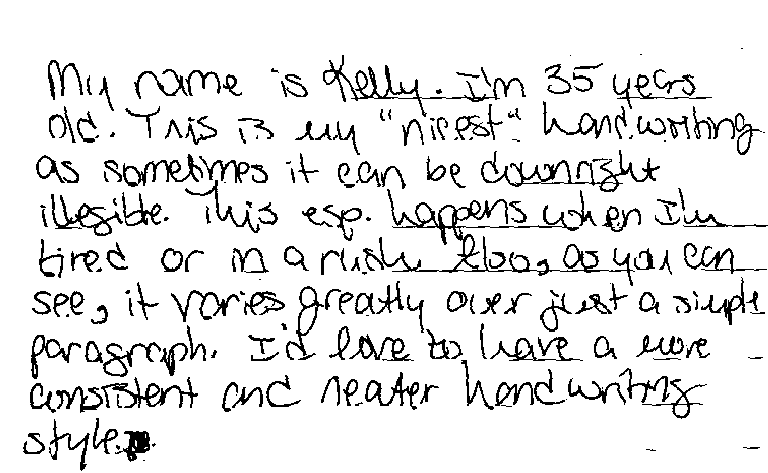 My name is Kelly. I'm 35 years
old. This is my "nicest" handwriting
as sometimes it can be downright
illegible. This esp. happens when I'm
tired or in a rush. Also, as you can
see, it varies greatly over just a simple
paragraph. I'd love to have a more
consistent and neater handwriting
style.